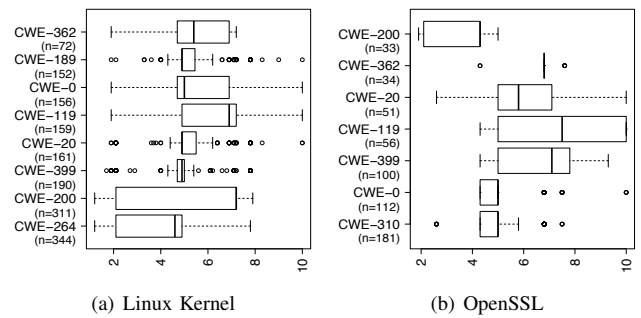 CWE-362
(n=72)
CWE-189
(n=152)
CWE-0
(n=156)
CWE-119
(n=159)
CWE-20
(n=161)
CWE-399
(n=190)
CWE-200
(n=311)
CWE-264
(n=344)
2 4 6 8 10
(a) Linux Kernel
CWE-200
(n=33)
CWE-362
(n=34)
CWE-20
(n=51)
CWE-119
(n=56)
CWE-399
(n=100)
CWE-0
(n=112)
CWE-310
(n=181)
2 4 6 8 10
(b) OpenSSL